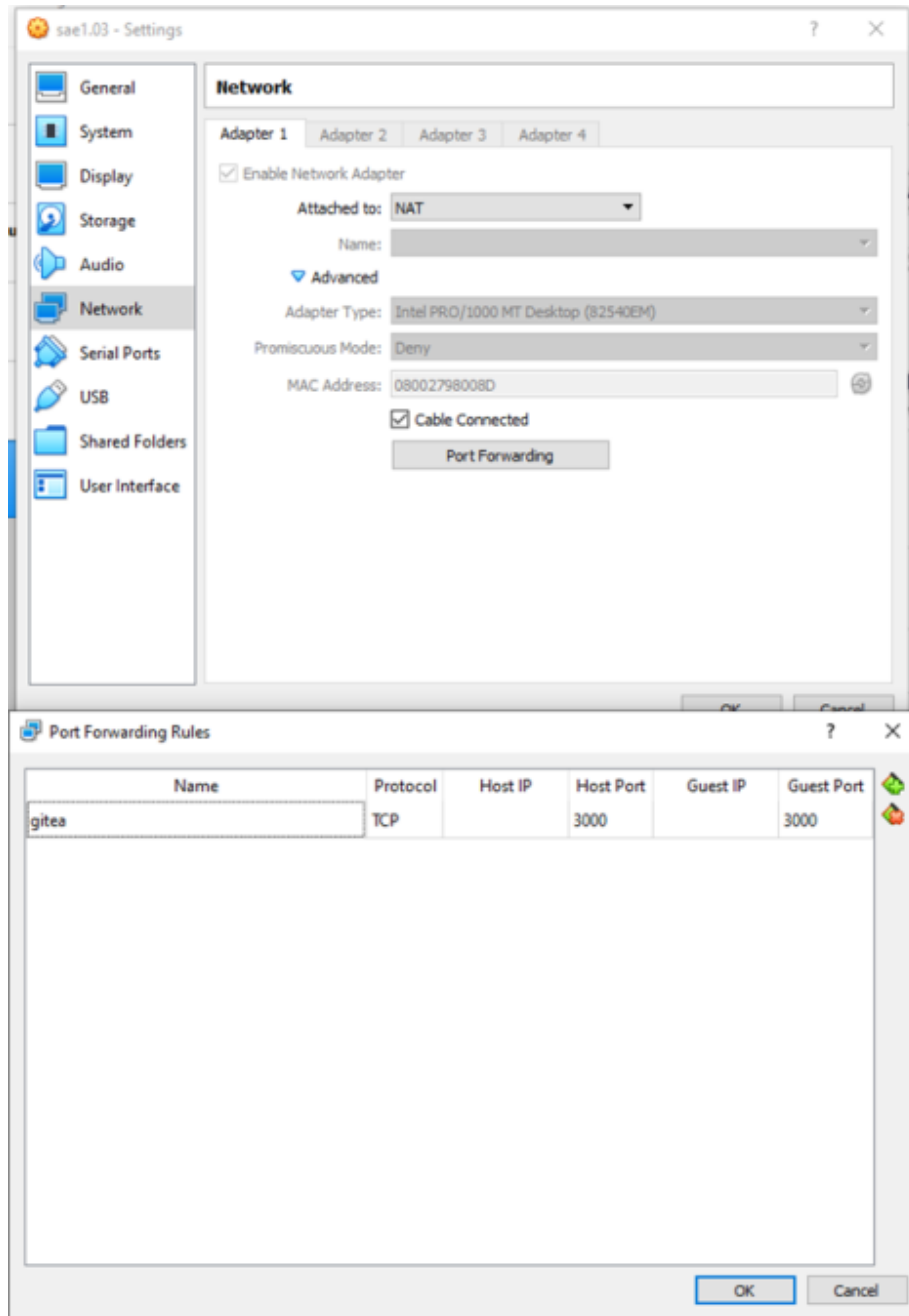 sae1.03 - Settings
?
General
System
Display
Storage
Audio
Network
Serial Ports
USB
Shared Folders
User Interface
Network
Adapter 1 Adapter 2 Adapter 3 Adapter 4
Enable Network Adapter
Attached to: NAT
Name:
Advanced
Adapter Type: Intel PRO/1000 MT Desktop (82540EM)
Promiscuous Mode: Deny
MAC Address: 08002798008D
Cable Connected
Port Forwarding
OK Cancel
Port Forwarding Rules
?
Name Protocol Host IP Host Port Guest IP Guest Port
gitea TCP 3000 3000
OK Cancel